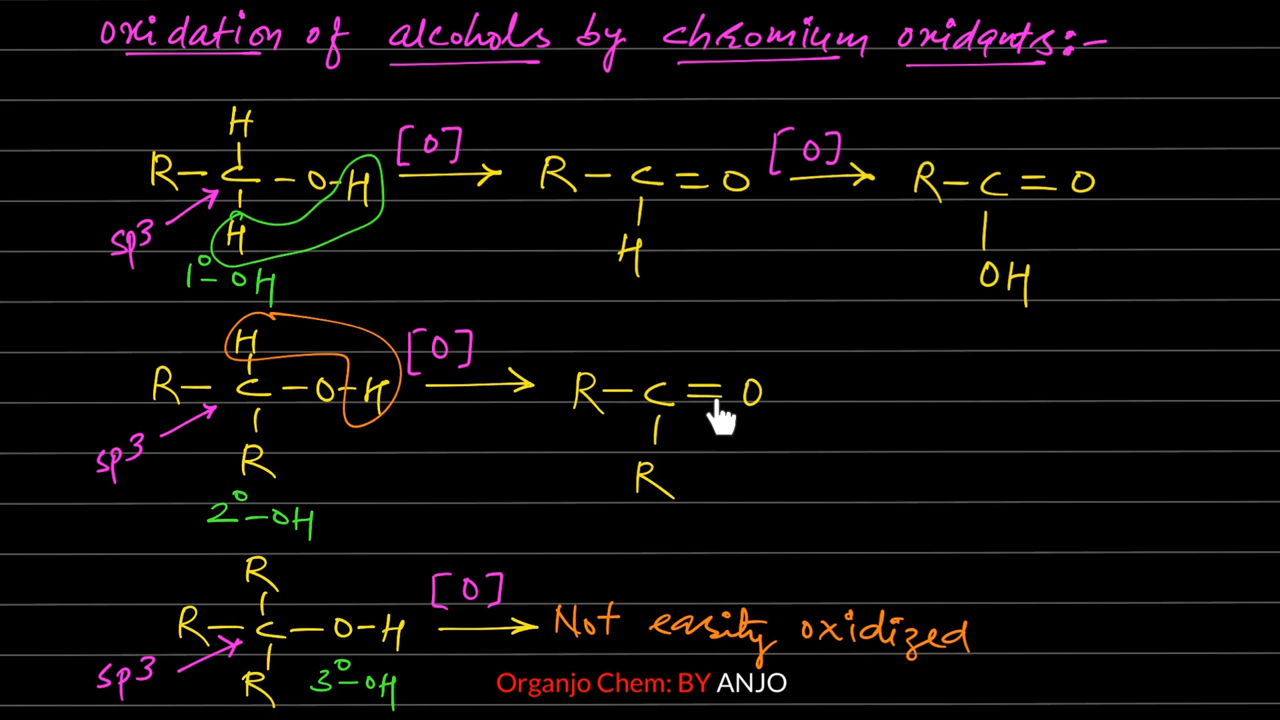 oxidation of alcohols by chromium oxidants:-
H
R-C-O-H [O] → R-C=O [O] → R-C=O
sp3 H H OH
1°-OH
H
R-C-O-H [O] → R-C=O
sp3 R R
2°-OH
R
R-C-O-H [O] → Not easity oxidized
sp3 R 3°-OH
Organjo Chem: BY ANJO